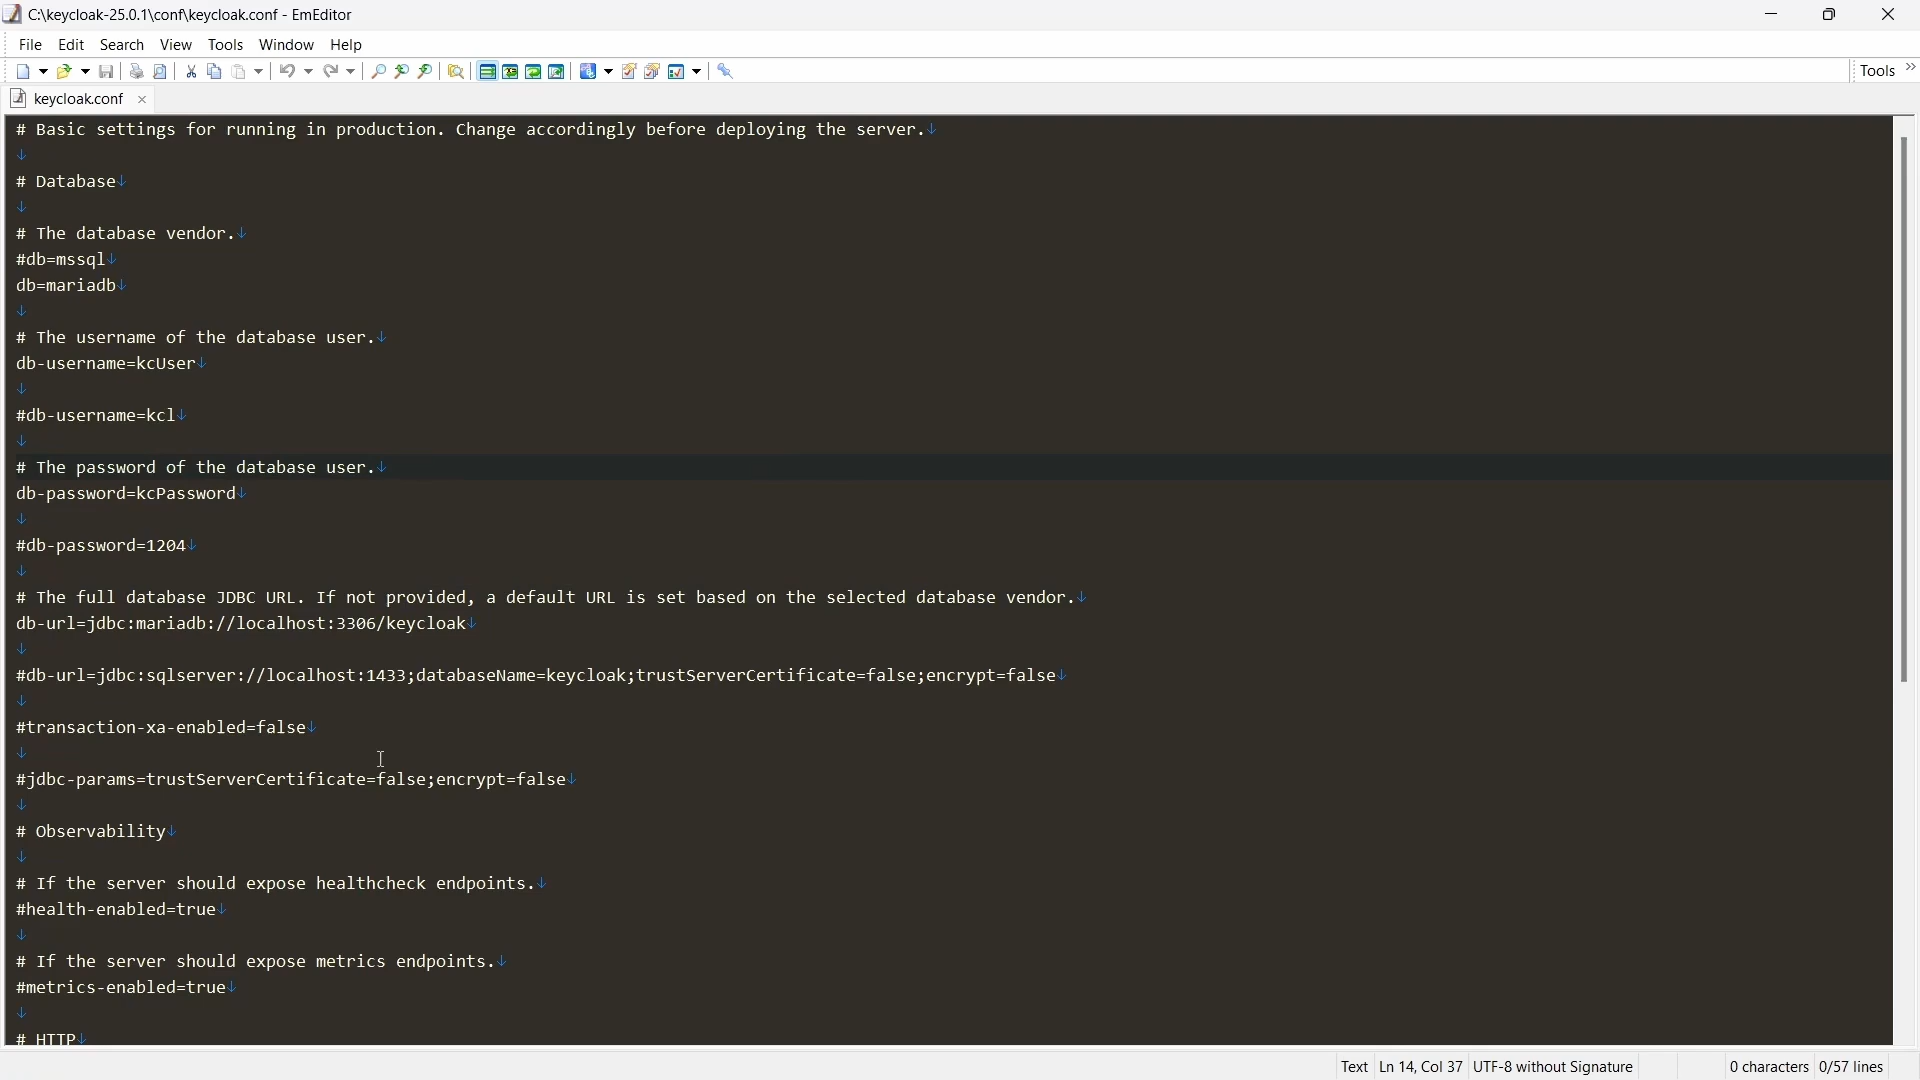 C:\keycloak-25.0.1\conf\keycloak.conf - EmEditor
File Edit Search View Tools Window Help
Tools »
keycloak.conf
# Basic settings for running in production. Change accordingly before deploying the server.↓
↓
# Database↓
↓
# The database vendor.↓
#db=mssql↓
db=mariadb↓
↓
# The username of the database user.↓
db-username=kcUser↓
↓
#db-username=kcl↓
↓
# The password of the database user.↓
db-password=kcPassword↓
↓
#db-password=1204↓
↓
# The full database JDBC URL. If not provided, a default URL is set based on the selected database vendor.↓
db-url=jdbc:mariadb://localhost:3306/keycloak↓
↓
#db-url=jdbc:sqlserver://localhost:1433;databaseName=keycloak;trustServerCertificate=false;encrypt=false↓
↓
#transaction-xa-enabled=false↓
↓
#jdbc-params=trustServerCertificate=false;encrypt=false↓
↓
# Observability↓
↓
# If the server should expose healthcheck endpoints.↓
#health-enabled=true↓
↓
# If the server should expose metrics endpoints.↓
#metrics-enabled=true↓
↓
# HTTP↓
Text Ln 14, Col 37 UTF-8 without Signature 0 characters 0/57 lines